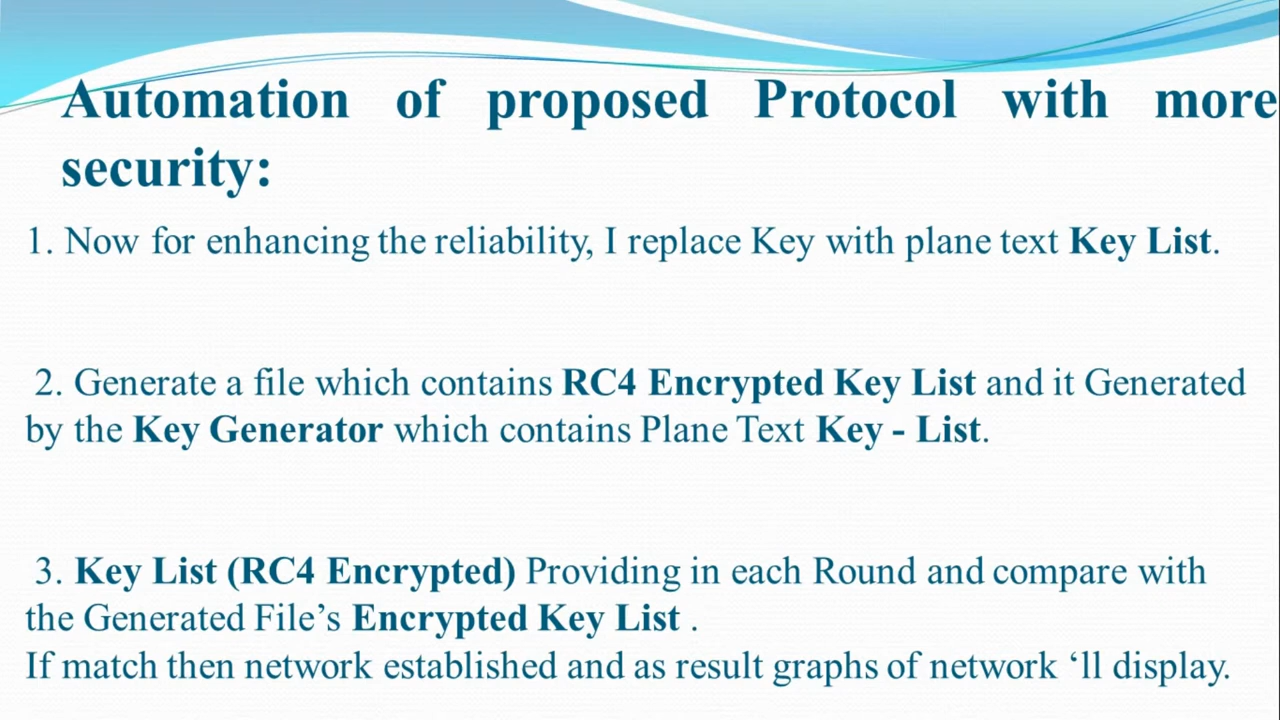 Automation of proposed Protocol with more
security:
1. Now for enhancing the reliability, I replace Key with plane text Key List.
2. Generate a file which contains RC4 Encrypted Key List and it Generated
by the Key Generator which contains Plane Text Key - List.
3. Key List (RC4 Encrypted) Providing in each Round and compare with
the Generated File’s Encrypted Key List .
If match then network established and as result graphs of network ‘ll display.